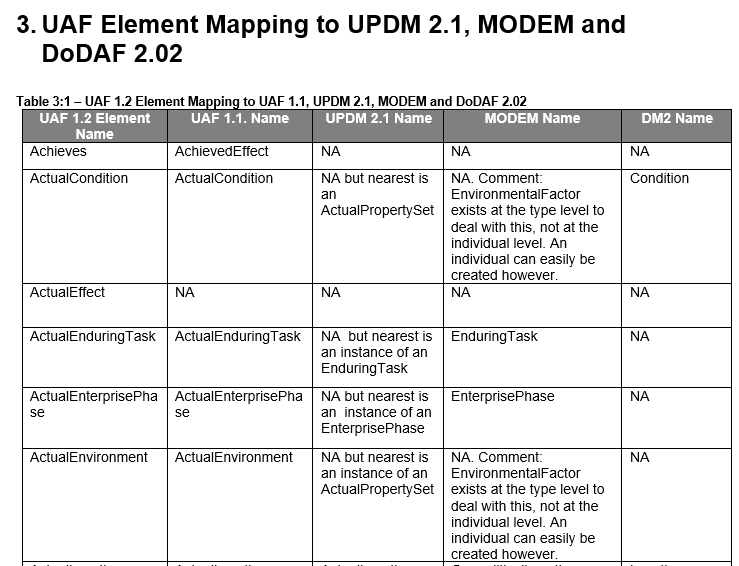 3. UAF Element Mapping to UPDM 2.1, MODEM and
DoDAF 2.02
Table 3:1 – UAF 1.2 Element Mapping to UAF 1.1, UPDM 2.1, MODEM and DoDAF 2.02
UAF 1.2 Element
Name
UAF 1.1. Name
UPDM 2.1 Name
MODEM Name
DM2 Name
Achieves
AchievedEffect
NA
NA
NA
ActualCondition
ActualCondition
NA but nearest is
an
ActualPropertySet
NA. Comment:
EnvironmentalFactor
exists at the type level to
deal with this, not at the
individual level. An
individual can easily be
created however.
Condition
ActualEffect
NA
NA
NA
NA
ActualEnduringTask
ActualEnduringTask
NA  but nearest is
an instance of an
EnduringTask
EnduringTask
NA
ActualEnterprisePha
se
ActualEnterprisePha
se
NA but nearest is
an  instance of an
EnterprisePhase
EnterprisePhase
NA
ActualEnvironment
ActualEnvironment
NA but nearest is
an instance of an
ActualPropertySet
NA. Comment:
EnvironmentalFactor
exists at the type level to
deal with this, not at the
individual level. An
individual can easily be
created however.
NA